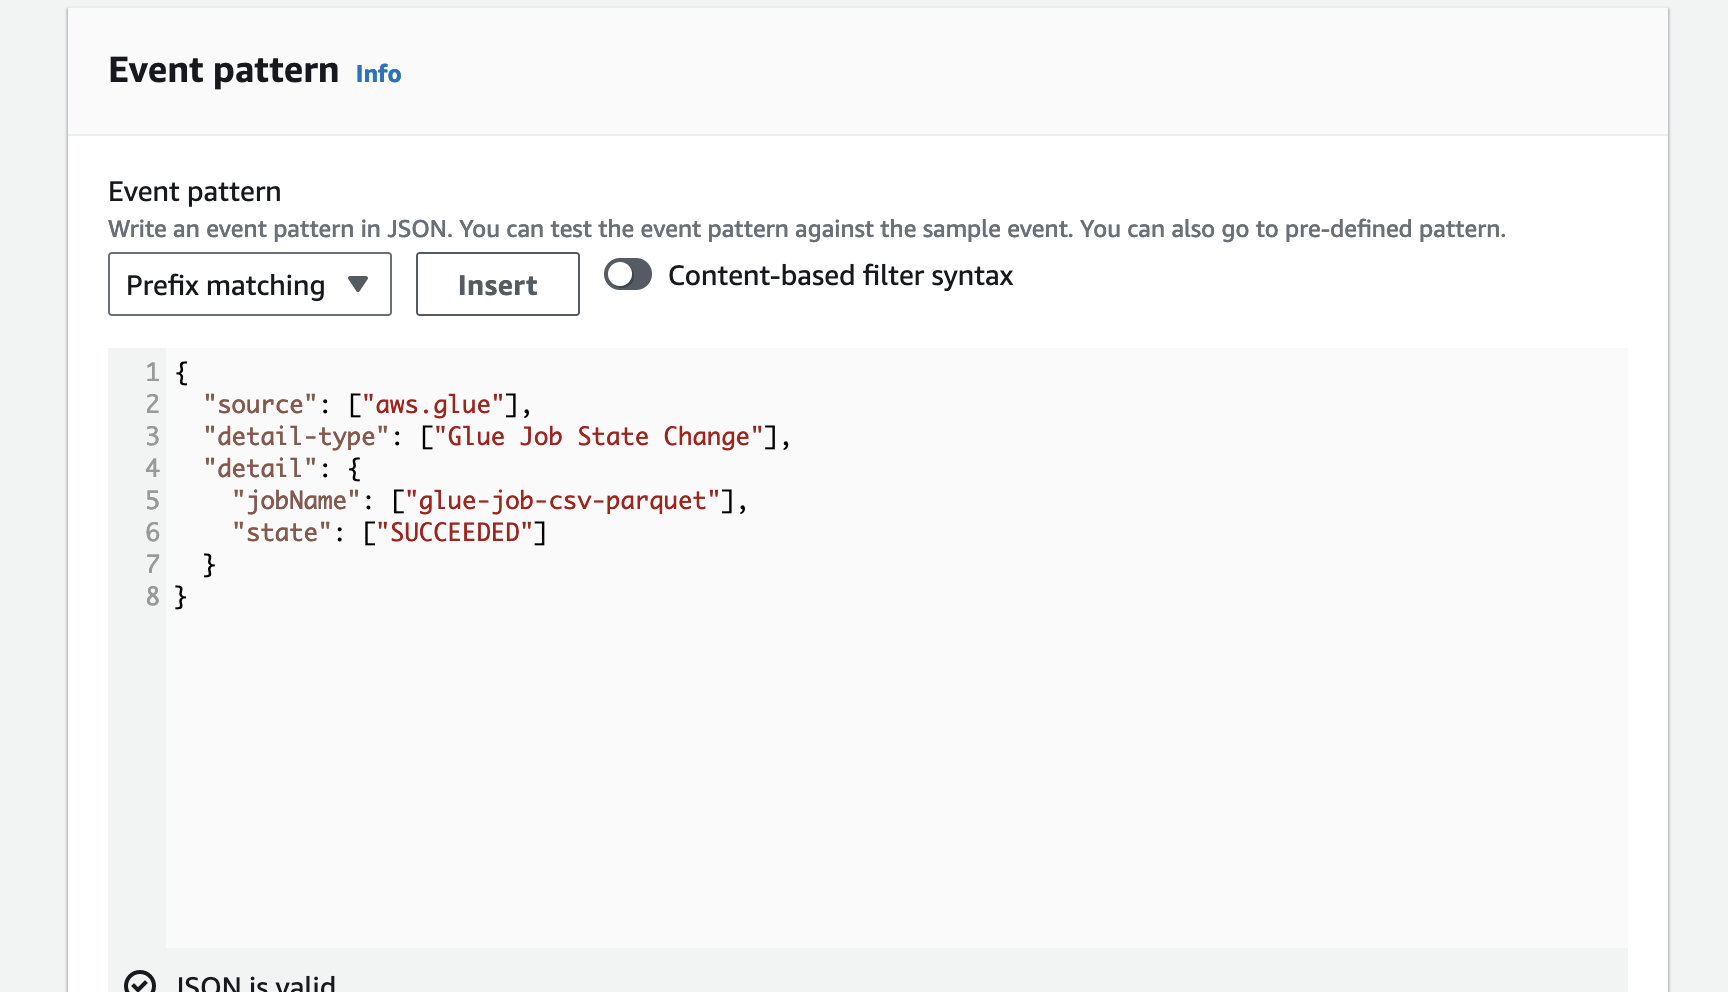 Event pattern Info
Event pattern
Write an event pattern in JSON. You can test the event pattern against the sample event. You can also go to pre-defined pattern.
Prefix matching Insert Content-based filter syntax
1 {
2   "source": ["aws.glue"],
3   "detail-type": ["Glue Job State Change"],
4   "detail": {
5     "jobName": ["glue-job-csv-parquet"],
6     "state": ["SUCCEEDED"]
7   }
8 }
JSON is valid